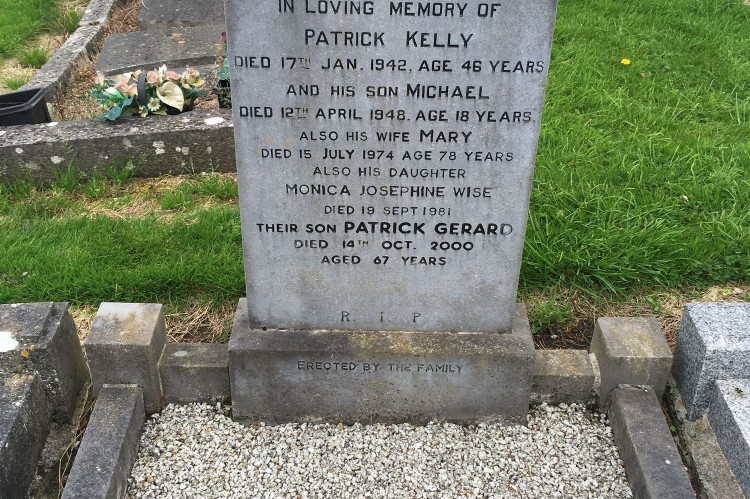 IN LOVING MEMORY OF
PATRICK KELLY
DIED 17TH JAN. 1942, AGE 46 YEARS
AND HIS SON MICHAEL
DIED 12TH APRIL 1948. AGE 18 YEARS.
ALSO HIS WIFE MARY
DIED 15 JULY 1974 AGE 78 YEARS
ALSO HIS DAUGHTER
MONICA JOSEPHINE WISE
DIED 19 SEPT 1981
THEIR SON PATRICK GERARD
DIED 14TH OCT. 2000
AGED 67 YEARS
R. I. P
ERECTED BY THE FAMILY